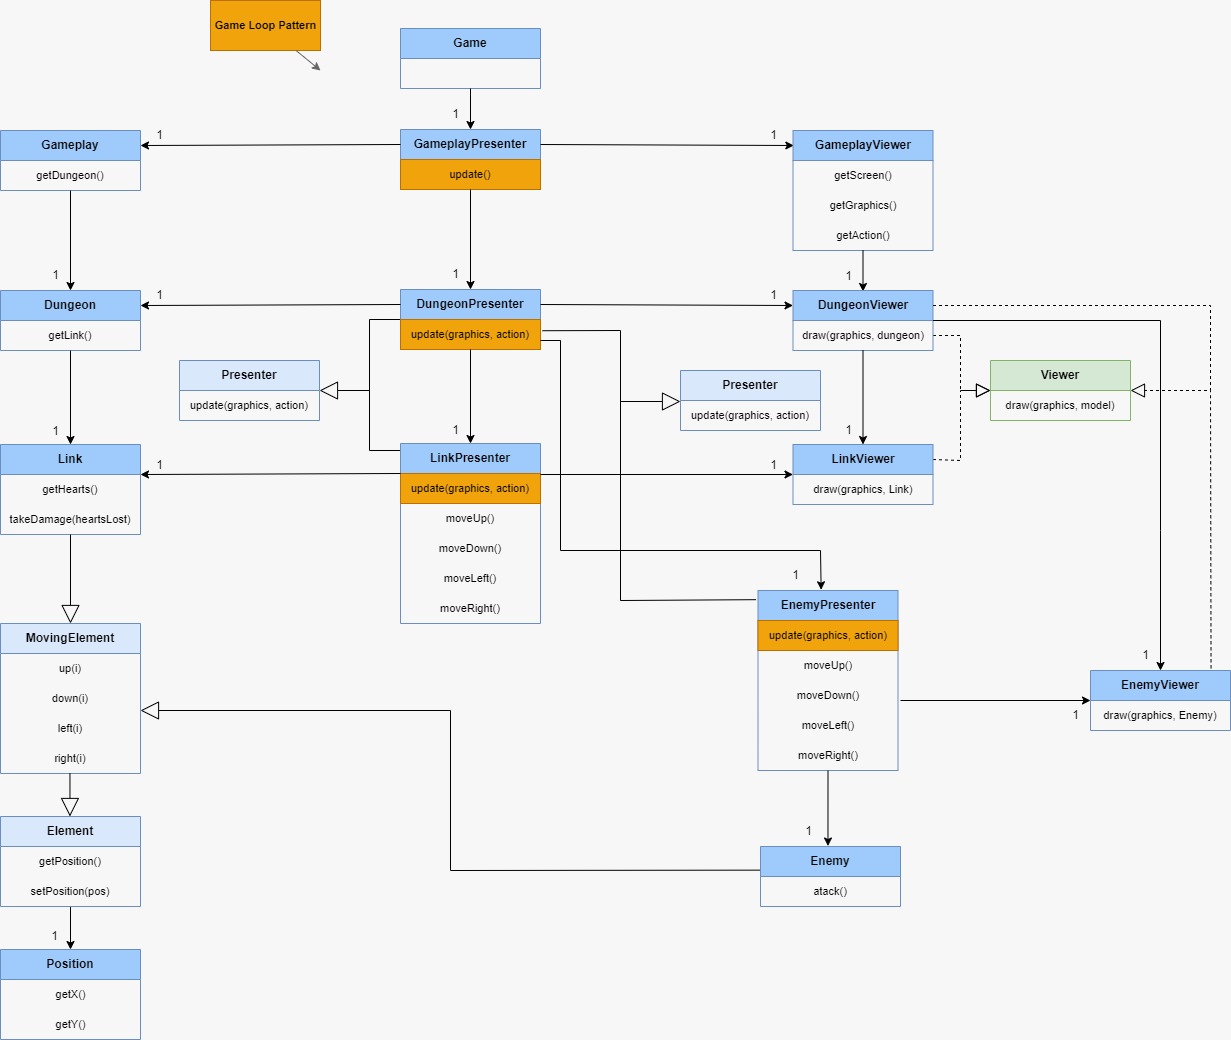 Game Loop Pattern
Game
1
Gameplay
getDungeon()
1
GameplayPresenter
update()
1
GameplayViewer
getScreen()
getGraphics()
getAction()
1
1
1
Dungeon
getLink()
1
DungeonPresenter
update(graphics, action)
1
DungeonViewer
draw(graphics, dungeon)
Presenter
update(graphics, action)
Presenter
update(graphics, action)
Viewer
draw(graphics, model)
1
1
1
Link
getHearts()
takeDamage(heartsLost)
1
LinkPresenter
update(graphics, action)
moveUp()
moveDown()
moveLeft()
moveRight()
1
LinkViewer
draw(graphics, Link)
1
EnemyPresenter
update(graphics, action)
moveUp()
moveDown()
moveLeft()
moveRight()
MovingElement
up(i)
down(i)
left(i)
right(i)
1
EnemyViewer
draw(graphics, Enemy)
1
Element
getPosition()
setPosition(pos)
1
Enemy
atack()
1
Position
getX()
getY()